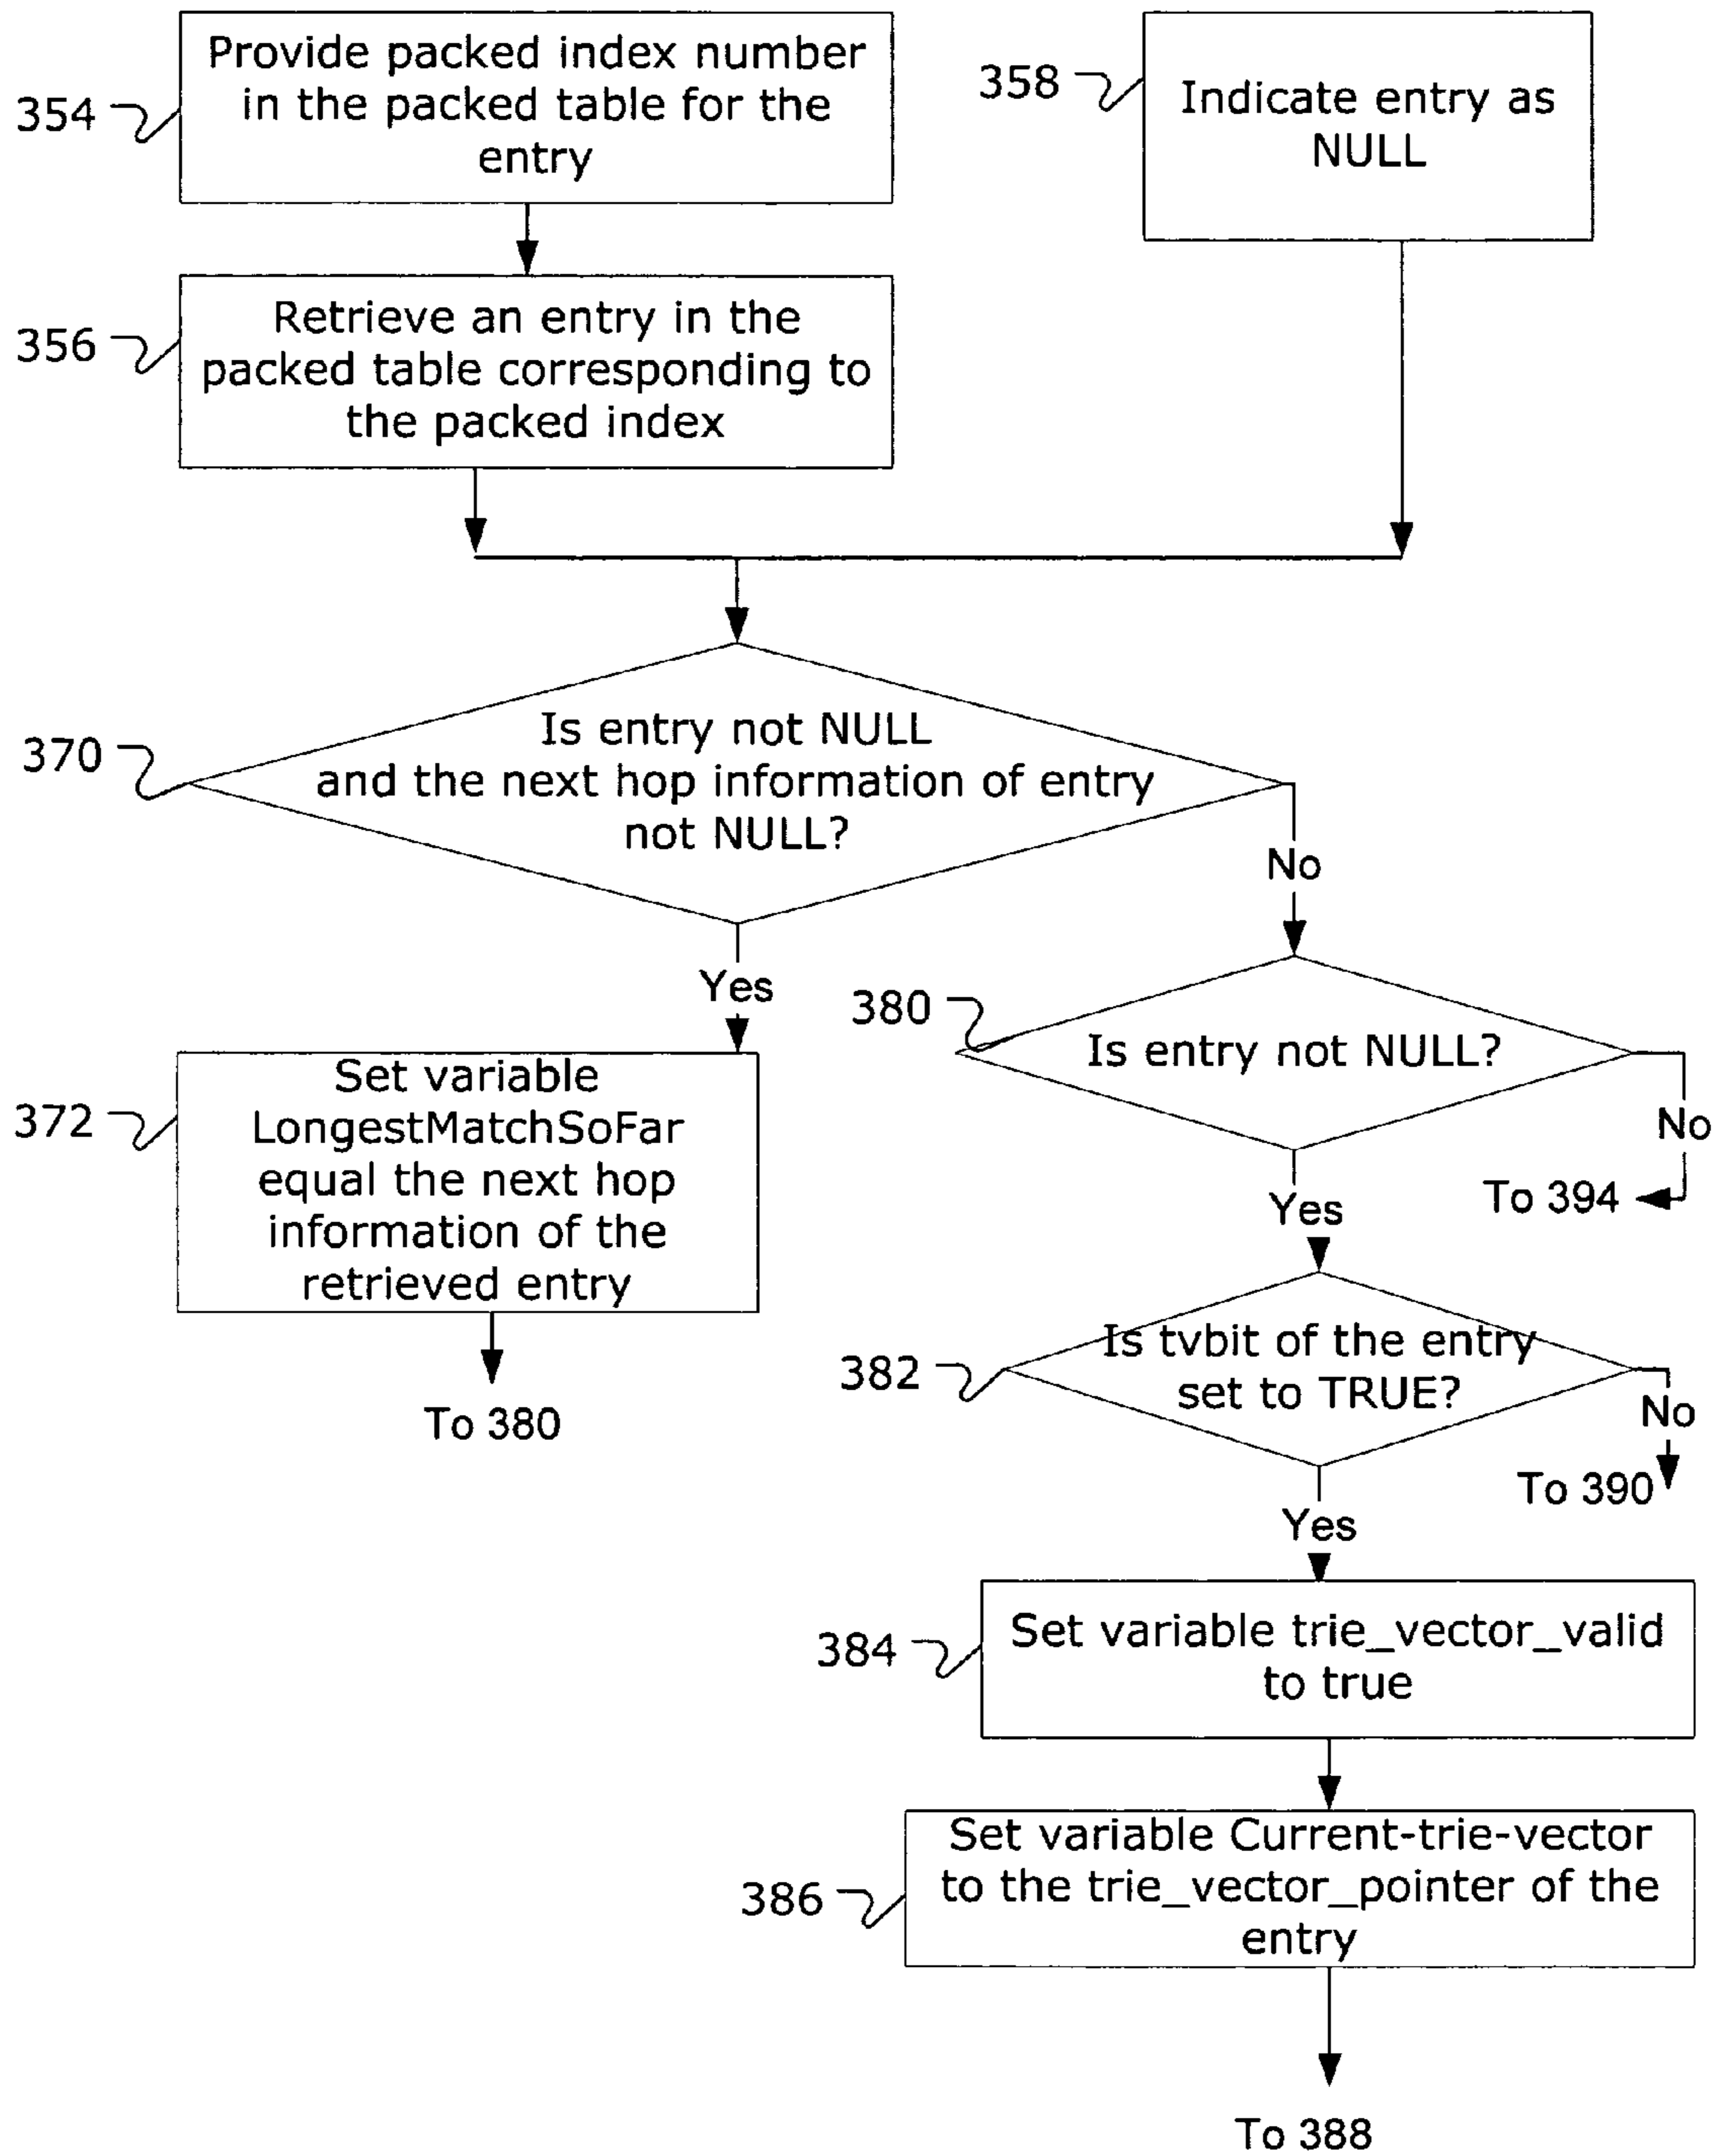 354
Provide packed index number
in the packed table for the
entry
358
Indicate entry as
NULL
356
Retrieve an entry in the
packed table corresponding to
the packed index
370
Is entry not NULL
and the next hop information of entry
not NULL?
No
Yes
380
Is entry not NULL?
No
To 394
Yes
372
Set variable
LongestMatchSoFar
equal the next hop
information of the
retrieved entry
To 380
382
Is tvbit of the entry
set to TRUE?
No
To 390
Yes
384
Set variable trie_vector_valid
to true
386
Set variable Current-trie-vector
to the trie_vector_pointer of the
entry
To 388